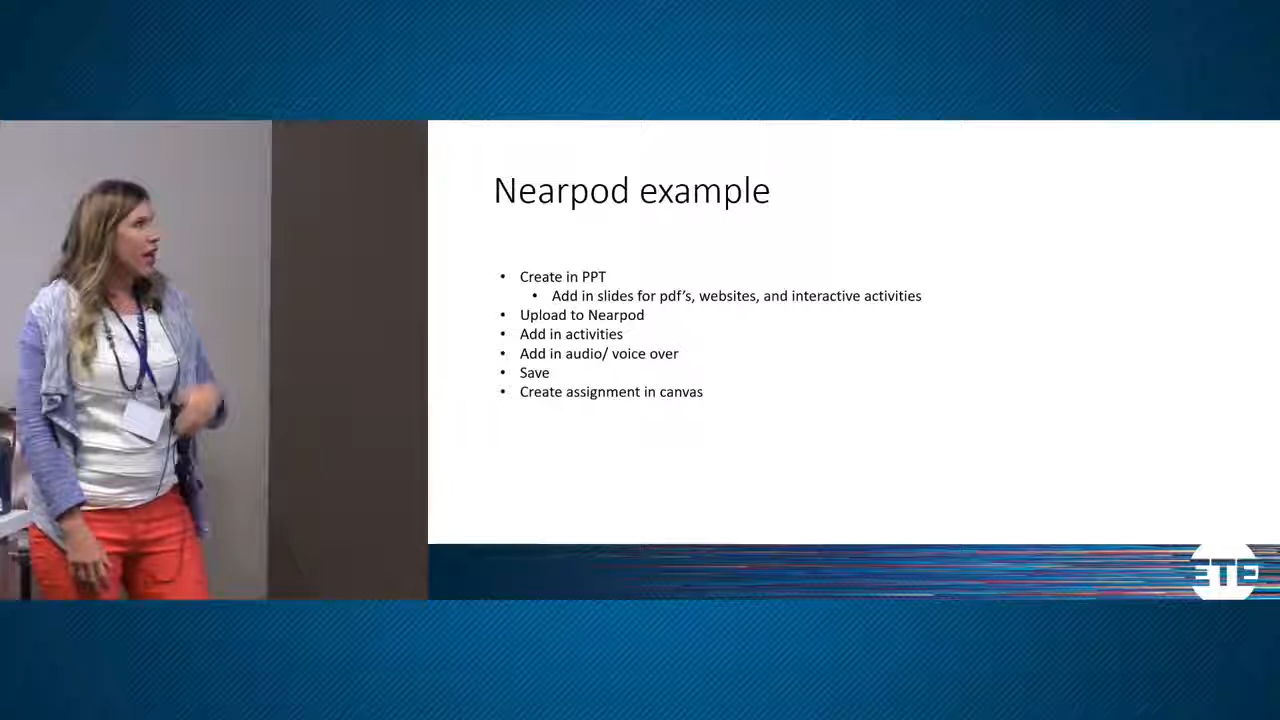 Nearpod example
• Create in PPT
• Add in slides for pdf's, websites, and interactive activities
• Upload to Nearpod
• Add in activities
• Add in audio/ voice over
• Save
• Create assignment in canvas
ETE